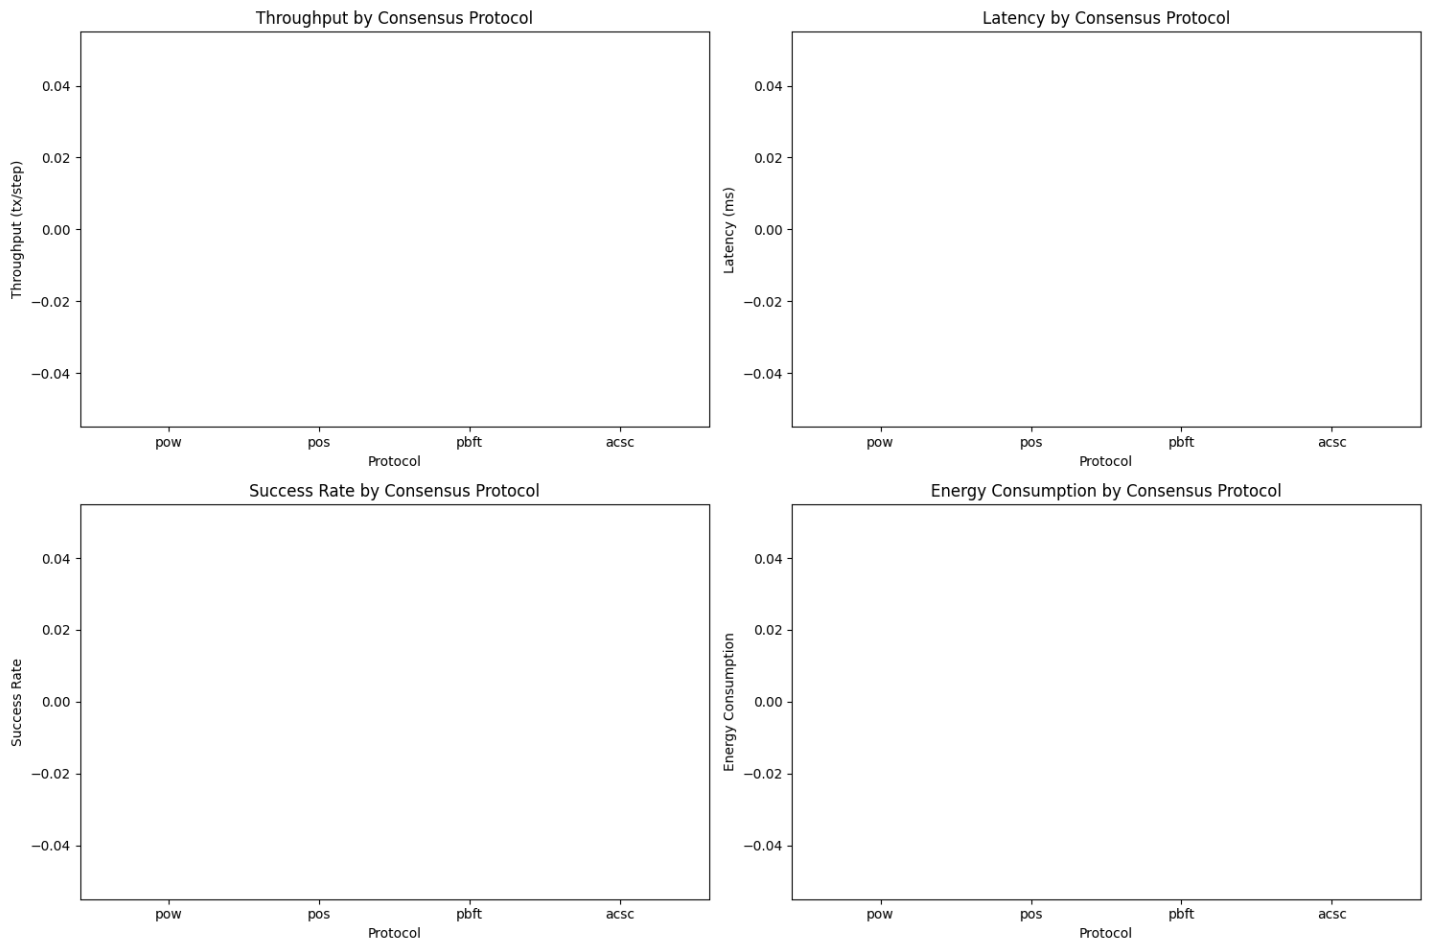 Throughput by Consensus Protocol
Throughput (tx/step)
0.04
0.02
0.00
−0.02
−0.04
pow pos pbft acsc
Protocol
Latency by Consensus Protocol
Latency (ms)
0.04
0.02
0.00
−0.02
−0.04
pow pos pbft acsc
Protocol
Success Rate by Consensus Protocol
Success Rate
0.04
0.02
0.00
−0.02
−0.04
pow pos pbft acsc
Protocol
Energy Consumption by Consensus Protocol
Energy Consumption
0.04
0.02
0.00
−0.02
−0.04
pow pos pbft acsc
Protocol